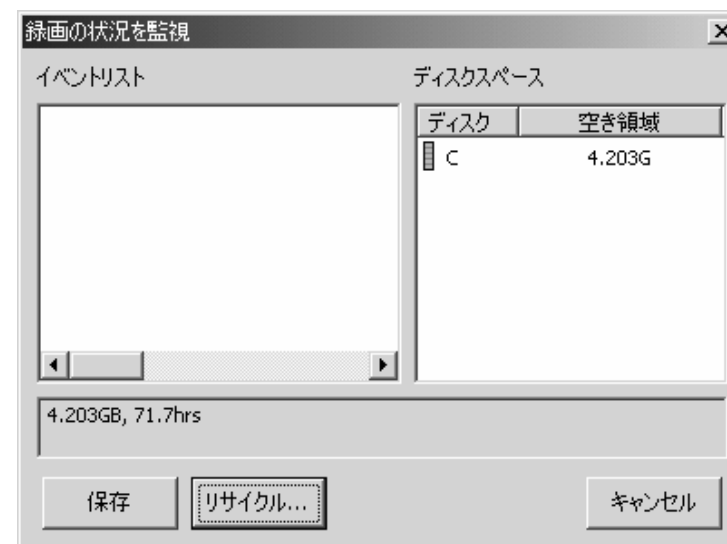 録画の状況を監視
イベントリスト
ディスクスペース
ディスク 空き領域
C 4.203G
4.203GB, 71.7hrs
保存 リサイクル... キャンセル